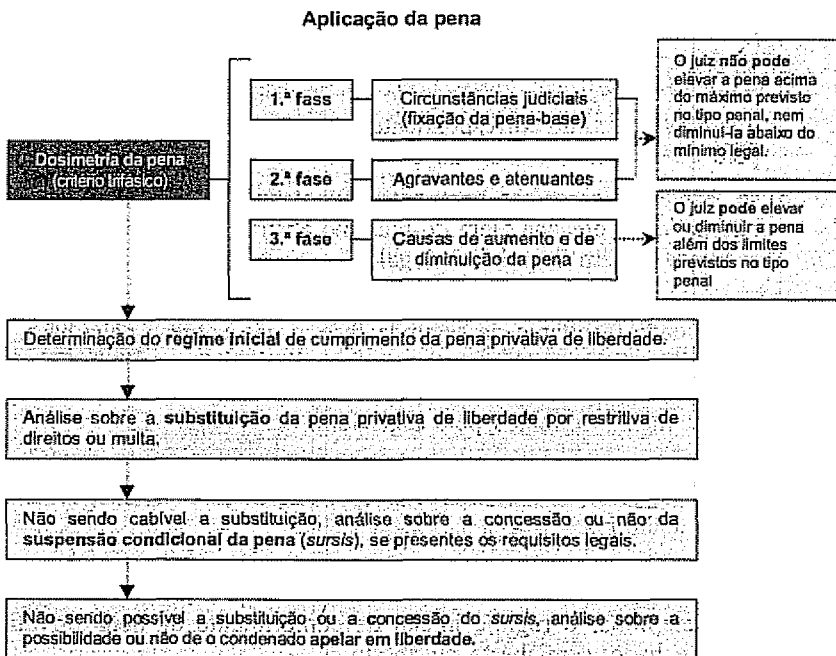 Aplicação da pena
Dosimetria da pena
(critério trifásico)
1.ª fass
Circunstâncias judiciais
(fixação da pena-base)
2.ª fase
Agravantes e atenuantes
3.ª fase
Causas de aumento e de
diminuição da pena
O juiz não pode
elevar a pena acima
do máximo previsto
no tipo penal, nem
diminuí-la abaixo do
mínimo legal.
O juiz pode elevar
ou diminuir a pena
além dos limites
previstos no tipo
penal
Determinação do regime inicial de cumprimento da pena privativa de liberdade.
Análise sobre a substituição da pena privativa de liberdade por restritiva de
direitos ou multa.
Não sendo cabível a substituição, análise sobre a concessão ou não da
suspensão condicional da pena (sursis), se presentes os requisitos legais.
Não sendo possível a substituição ou a concessão do sursis, análise sobre a
possibilidade ou não de o condenado apelar em liberdade.